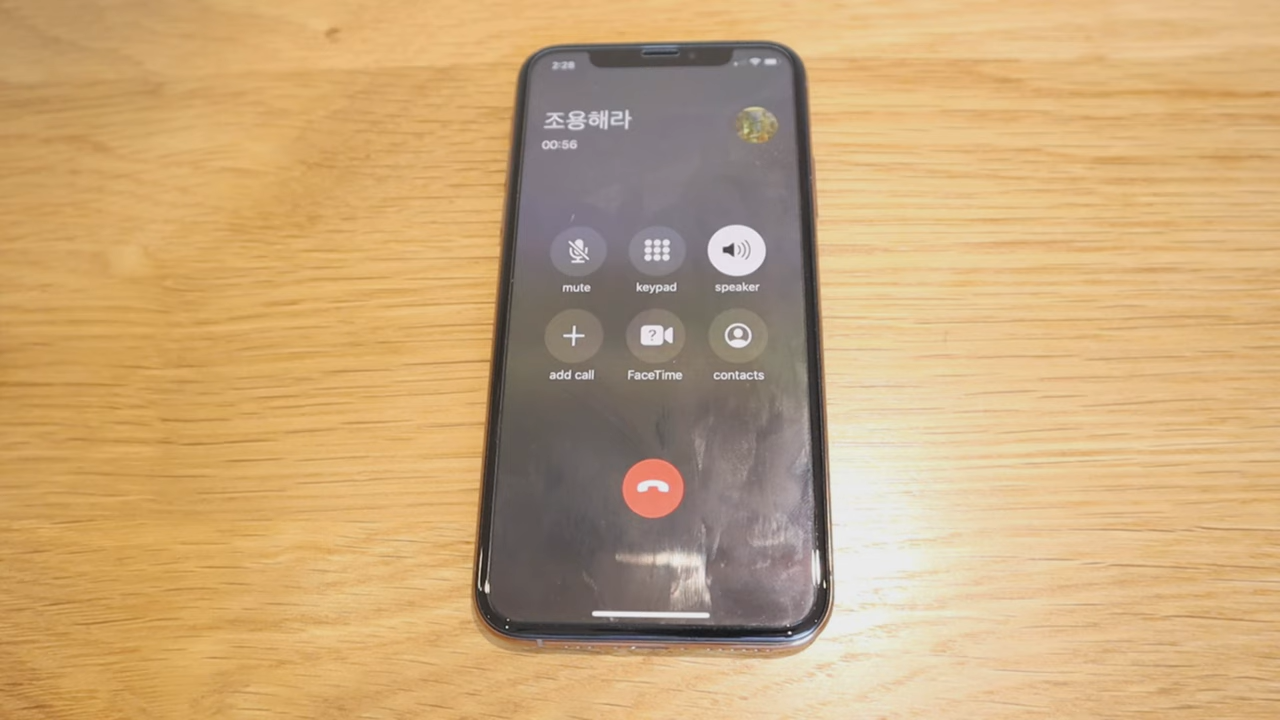 2:28
조용해라
00:56
mute keypad speaker
add call FaceTime contacts